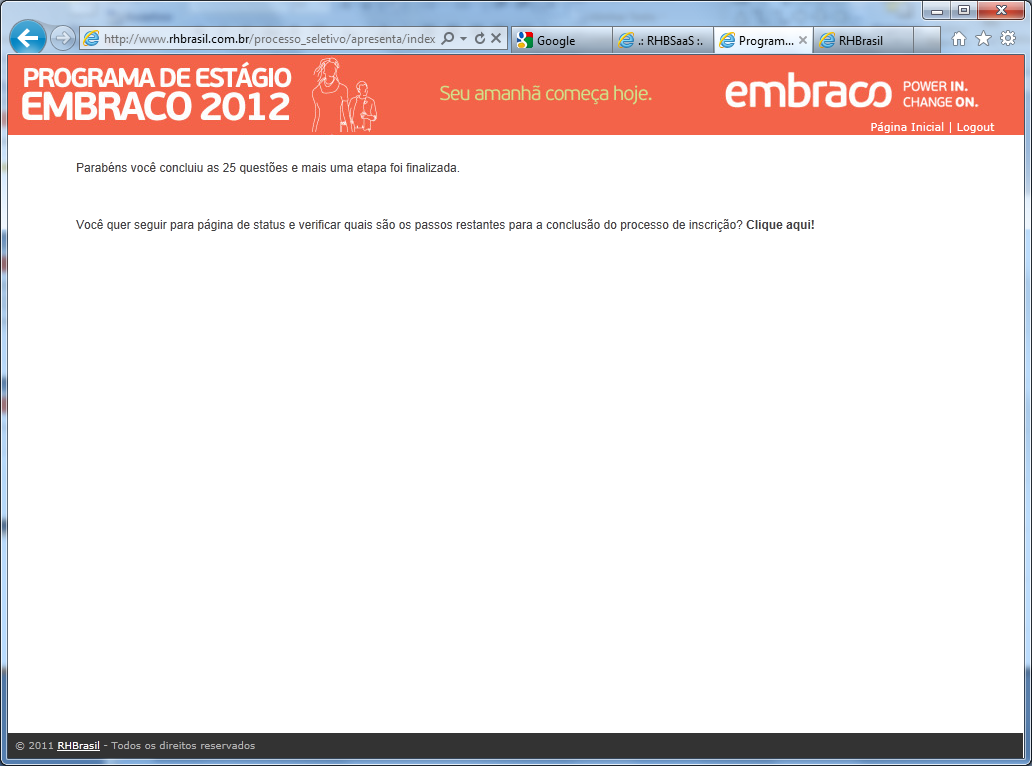 http://www.rhbrasil.com.br/processo_seletivo/apresenta/index
Google
.: RHBSaaS :.
Program...
RHBrasil
PROGRAMA DE ESTÁGIO
EMBRACO 2012
Seu amanhã começa hoje.
embraco
POWER IN.
CHANGE ON.
Página Inicial | Logout
Parabéns você concluiu as 25 questões e mais uma etapa foi finalizada.
Você quer seguir para página de status e verificar quais são os passos restantes para a conclusão do processo de inscrição? Clique aqui!
© 2011 RHBrasil - Todos os direitos reservados